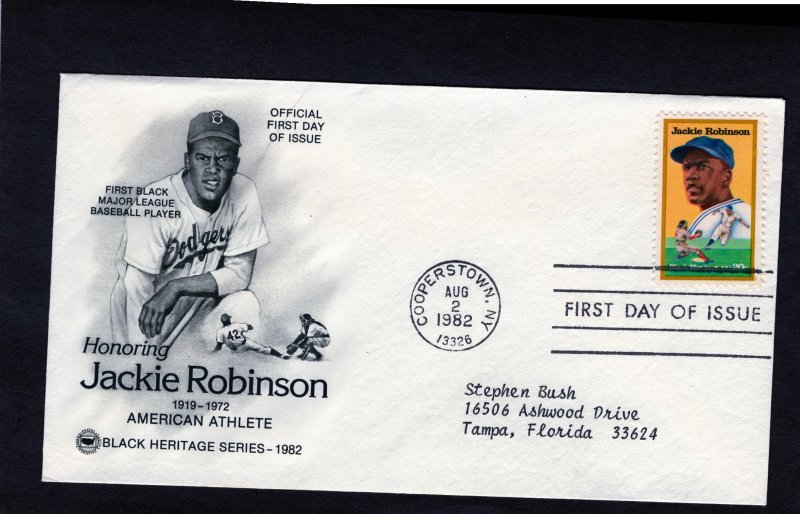 OFFICIAL
FIRST DAY
OF ISSUE
FIRST BLACK
MAJOR LEAGUE
BASEBALL PLAYER
B
Dodgers
42
Honoring
Jackie Robinson
1919-1972
AMERICAN ATHLETE
BLACK HERITAGE SERIES-1982
Jackie Robinson
20c
COOPERSTOWN, NY
AUG
2
1982
13326
FIRST DAY OF ISSUE
Stephen Bush
16506 Ashwood Drive
Tampa, Florida 33624